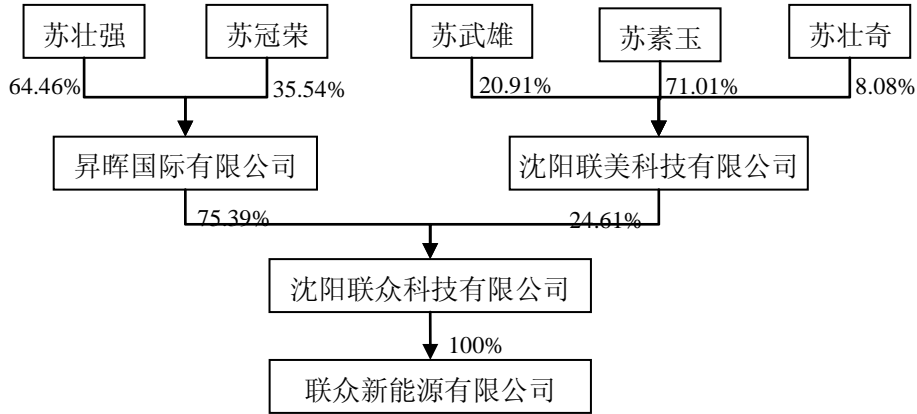 苏壮强
苏冠荣
苏武雄
苏素玉
苏壮奇
64.46%
35.54%
20.91%
71.01%
8.08%
昇晖国际有限公司
沈阳联美科技有限公司
75.39%
24.61%
沈阳联众科技有限公司
100%
联众新能源有限公司